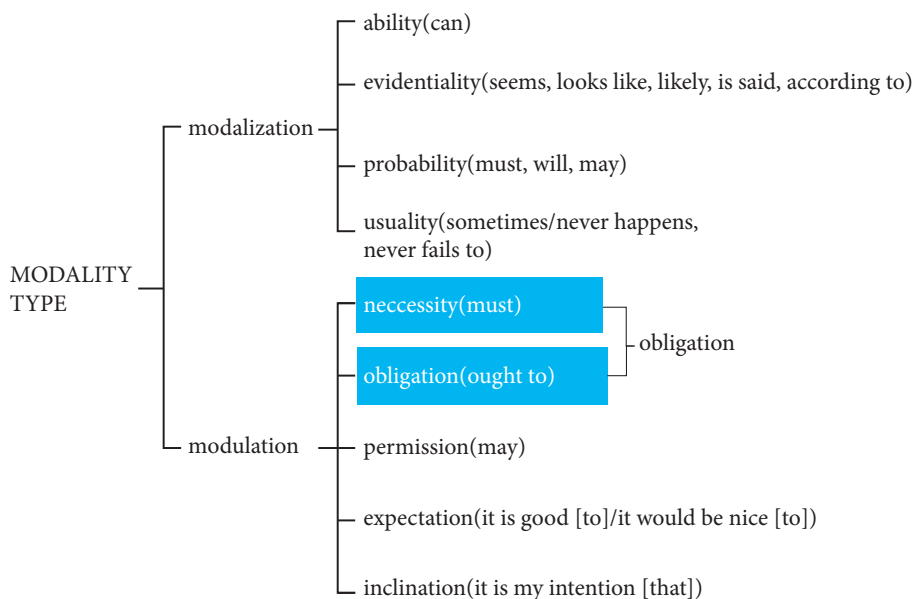 ability(can)
evidentiality(seems, looks like, likely, is said, according to)
modalization
probability(must, will, may)
usuality(sometimes/never happens,
never fails to)
MODALITY
TYPE
neccessity(must)
obligation
obligation(ought to)
modulation
permission(may)
expectation(it is good [to]/it would be nice [to])
inclination(it is my intention [that])